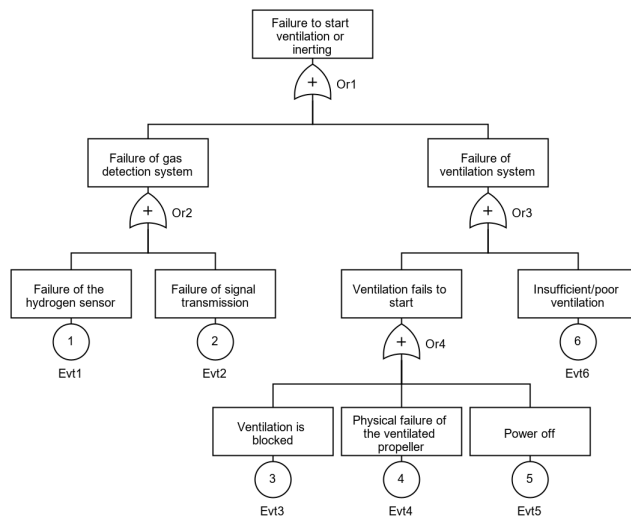 Failure to start
ventilation or
inerting
+
Or1
Failure of gas
detection system
Failure of
ventilation system
+
Or2
+
Or3
Failure of the
hydrogen sensor
Failure of signal
transmission
Ventilation fails to
start
Insufficient/poor
ventilation
1
2
+
Or4
6
Evt1
Evt2
Evt6
Ventilation is
blocked
Physical failure of
the ventilated
propeller
Power off
3
4
5
Evt3
Evt4
Evt5